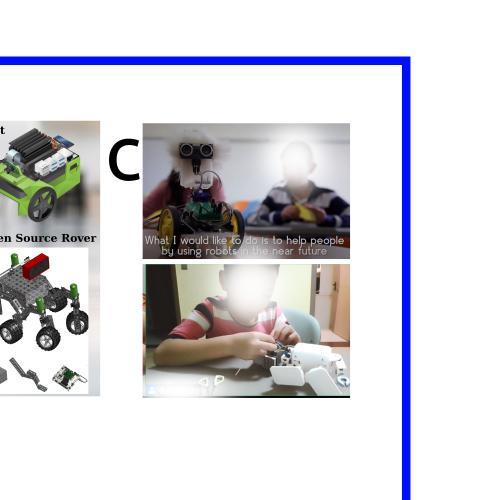 t
en Source Rover
C
What I would like to do is to help people
by using robots in the near future